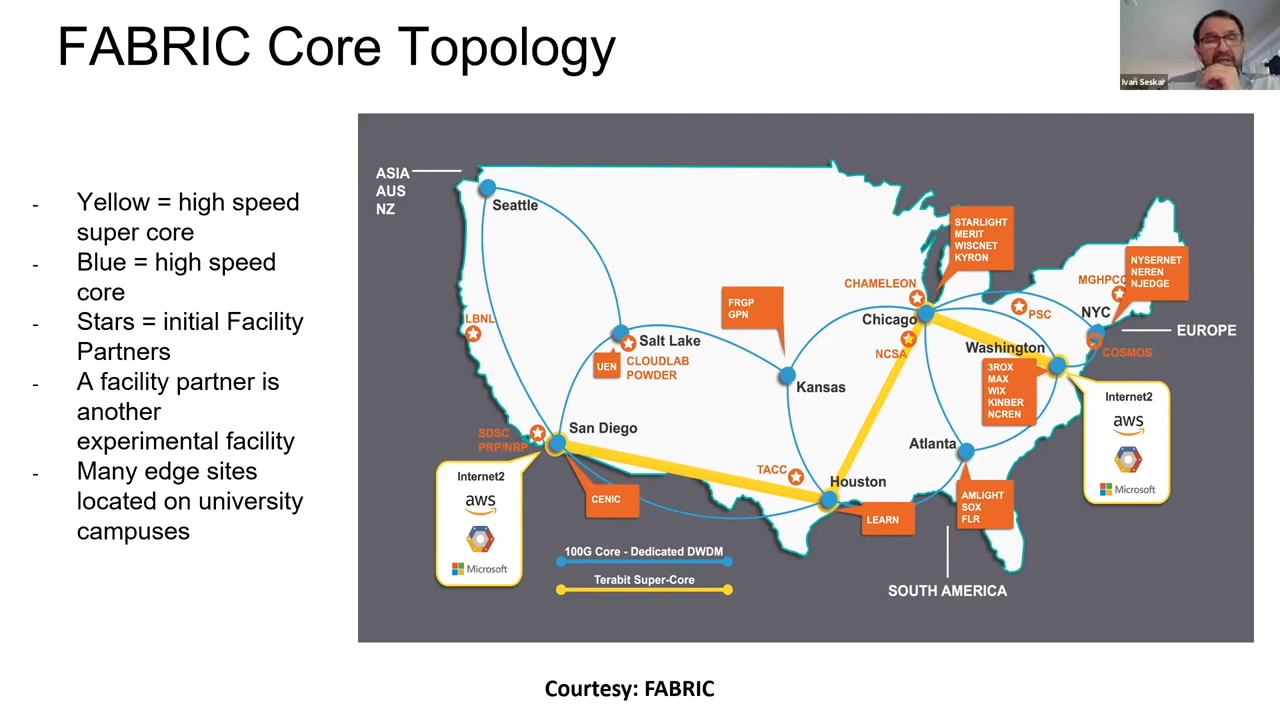 FABRIC Core Topology
Ivan Seskar
- Yellow = high speed
super core
- Blue = high speed
core
- Stars = initial Facility
Partners
- A facility partner is
another
experimental facility
- Many edge sites
located on university
campuses
ASIA
AUS
NZ
Seattle
LBNL
UEN
Salt Lake
CLOUDLAB
POWDER
FRGP
GPN
Kansas
CHAMELEON
Chicago
NCSA
STARLIGHT
MERIT
WISCNET
KYRON
PSC
MGHPCC
NYSERNET
NEREN
NJEDGE
NYC
EUROPE
COSMOS
Washington
3ROX
MAX
WIX
KINBER
NCREN
Internet2
aws
Microsoft
Atlanta
AMLIGHT
SOX
FLR
SOUTH AMERICA
SDSC
PRP/NRP
San Diego
CENIC
Internet2
aws
Microsoft
TACC
Houston
LEARN
100G Core - Dedicated DWDM
Terabit Super-Core
Courtesy: FABRIC